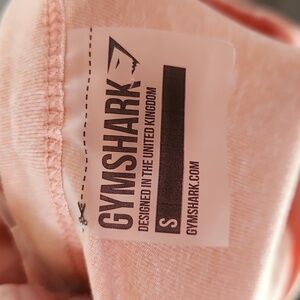 GYMSHARK
DESIGNED IN THE UNITED KINGDOM
S
GYMSHARK.COM